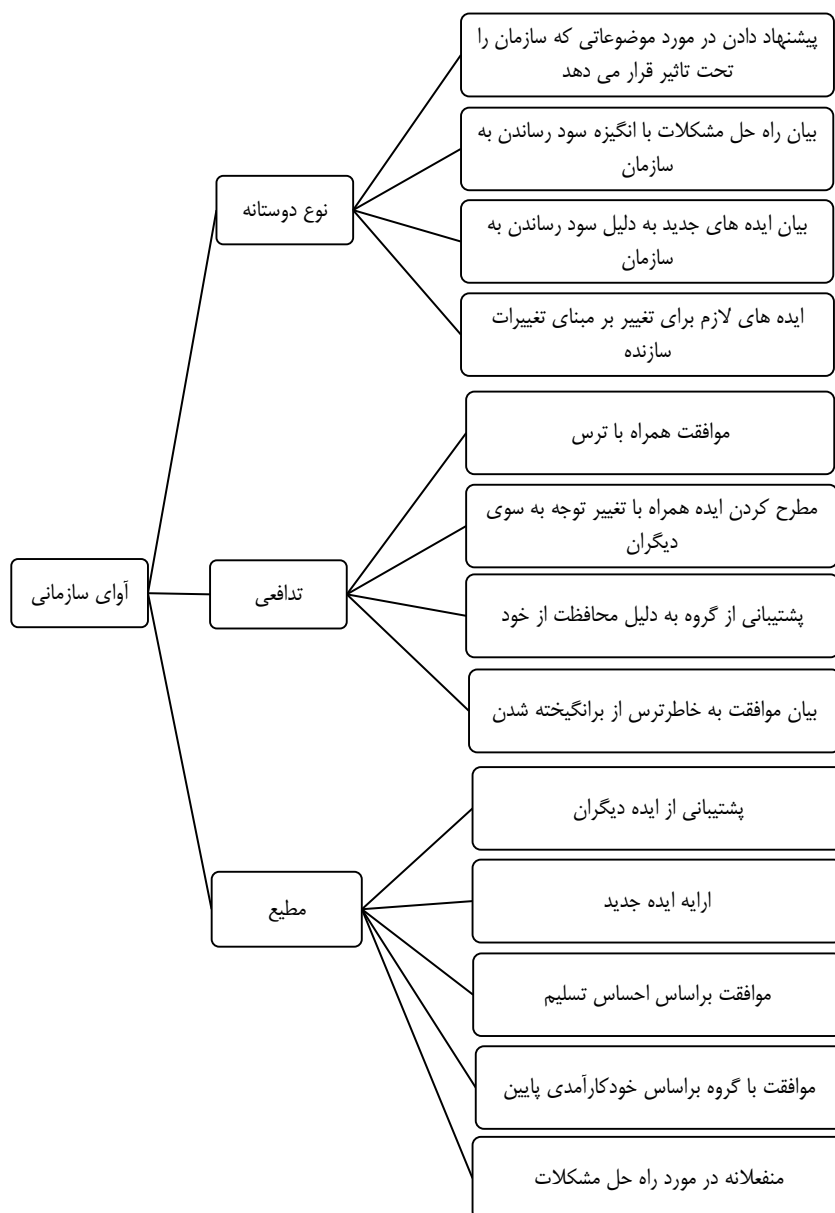 پیشنهاد دادن در مورد موضوعاتی که سازمان را
تحت تاثیر قرار می دهد
بیان راه حل مشکلات با انگیزه سود رساندن به
سازمان
نوع دوستانه
بیان ایده های جدید به دلیل سود رساندن به
سازمان
ایده های لازم برای تغییر بر مبنای تغییرات
سازنده
موافقت همراه با ترس
مطرح کردن ایده همراه با تغییر توجه به سوی
دیگران
آوای سازمانی
تدافعی
پشتیبانی از گروه به دلیل محافظت از خود
بیان موافقت به خاطرترس از برانگیخته شدن
پشتیبانی از ایده دیگران
مطیع
ارایه ایده جدید
موافقت براساس احساس تسلیم
موافقت با گروه براساس خودکارآمدی پایین
منفعلانه در مورد راه حل مشکلات